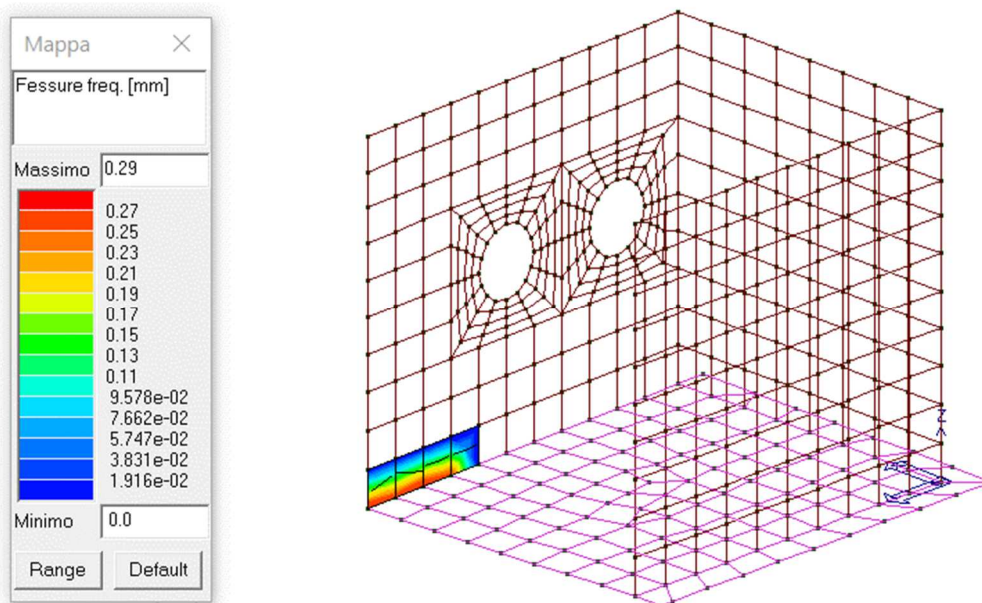 Mappa
Fessure freq. [mm]
Massimo 0.29
0.27
0.25
0.23
0.21
0.19
0.17
0.15
0.13
0.11
9.578e-02
7.662e-02
5.747e-02
3.831e-02
1.916e-02
Minimo 0.0
Range Default
Z